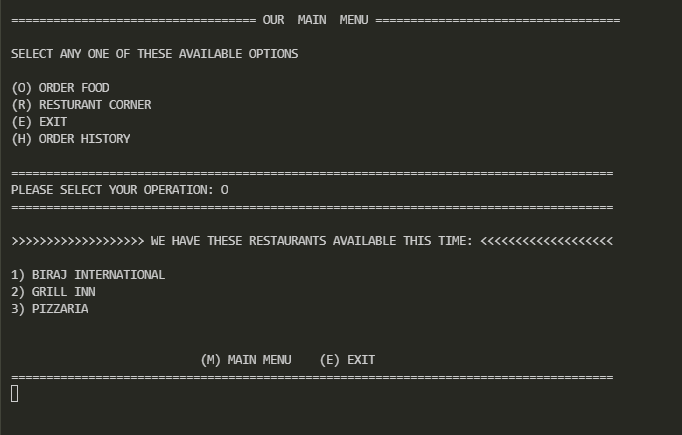 =================================== OUR  MAIN  MENU ===================================
SELECT ANY ONE OF THESE AVAILABLE OPTIONS
(O) ORDER FOOD
(R) RESTURANT CORNER
(E) EXIT
(H) ORDER HISTORY
======================================================================================
PLEASE SELECT YOUR OPERATION: O
======================================================================================
>>>>>>>>>>>>>>>>>>> WE HAVE THESE RESTAURANTS AVAILABLE THIS TIME: <<<<<<<<<<<<<<<<<<<
1) BIRAJ INTERNATIONAL
2) GRILL INN
3) PIZZARIA
(M) MAIN MENU    (E) EXIT
======================================================================================